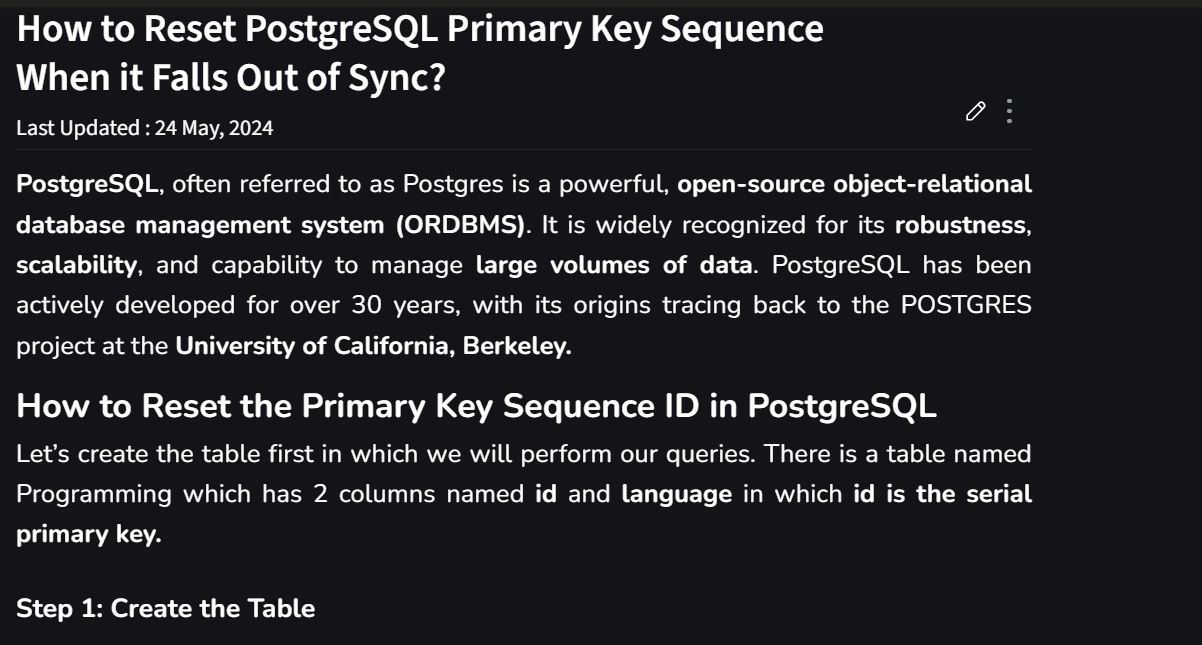 How to Reset PostgreSQL Primary Key Sequence
When it Falls Out of Sync?
Last Updated : 24 May, 2024
PostgreSQL, often referred to as Postgres is a powerful, open-source object-relational
database management system (ORDBMS). It is widely recognized for its robustness,
scalability, and capability to manage large volumes of data. PostgreSQL has been
actively developed for over 30 years, with its origins tracing back to the POSTGRES
project at the University of California, Berkeley.
How to Reset the Primary Key Sequence ID in PostgreSQL
Let’s create the table first in which we will perform our queries. There is a table named
Programming which has 2 columns named id and language in which id is the serial
primary key.
Step 1: Create the Table